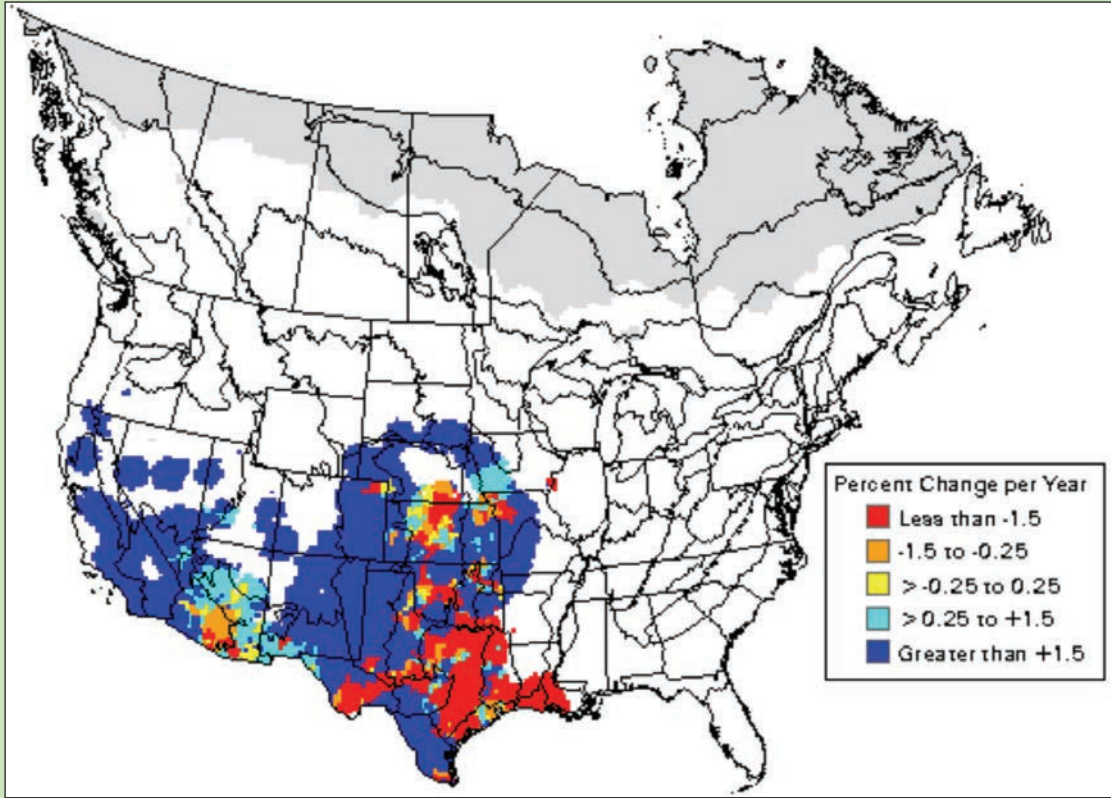 Percent Change per Year
Less than -1.5
-1.5 to -0.25
> -0.25 to 0.25
> 0.25 to +1.5
Greater than +1.5